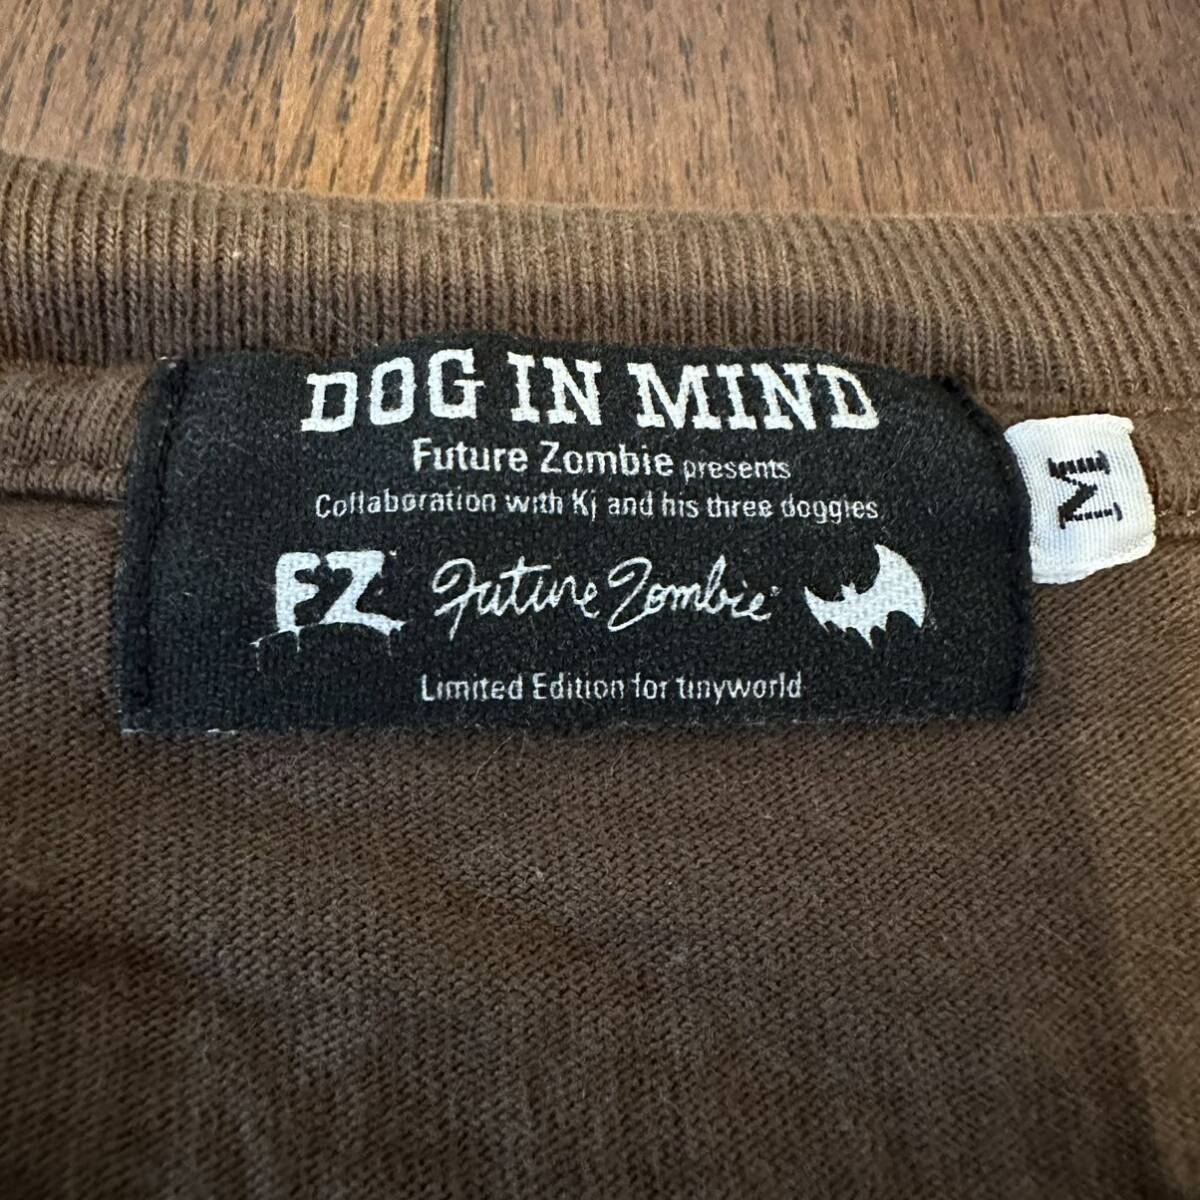 DOG IN MIND
Future Zombie presents
Collaboration with Kj and his three doggies
FZ Future Zombie
Limited Edition for tinyworld
M